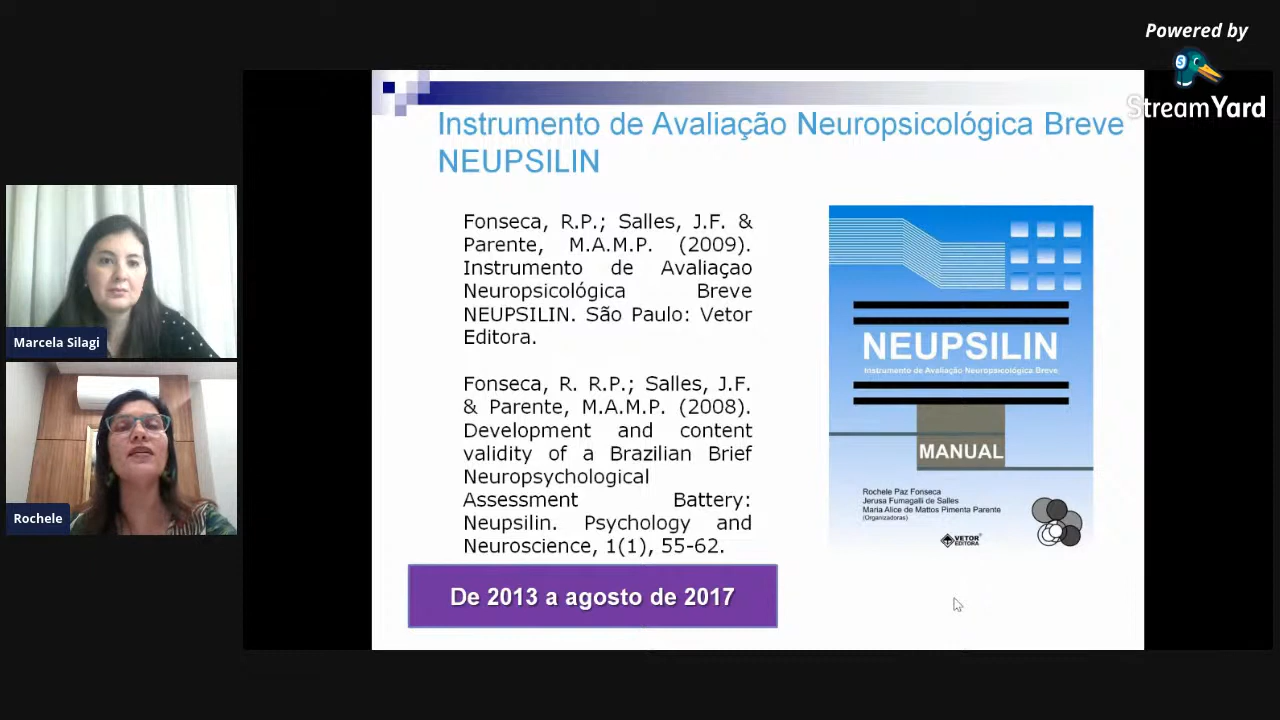 Powered by
StreamYard
Instrumento de Avaliação Neuropsicológica Breve
NEUPSILIN
Fonseca, R.P.; Salles, J.F. &
Parente, M.A.M.P. (2009).
Instrumento de Avaliaçao
Neuropsicológica Breve
NEUPSILIN. São Paulo: Vetor
Editora.
Fonseca, R. R.P.; Salles, J.F.
& Parente, M.A.M.P. (2008).
Development and content
validity of a Brazilian Brief
Neuropsychological
Assessment Battery:
Neupsilin. Psychology and
Neuroscience, 1(1), 55-62.
De 2013 a agosto de 2017
NEUPSILIN
Instrumento de Avaliação Neuropsicológica Breve
MANUAL
Rochele Paz Fonseca
Jerusa Fumagalli de Salles
Maria Alice de Mattos Pimenta Parente
(Organizadoras)
VETOR
EDITORA
Marcela Silagi
Rochele